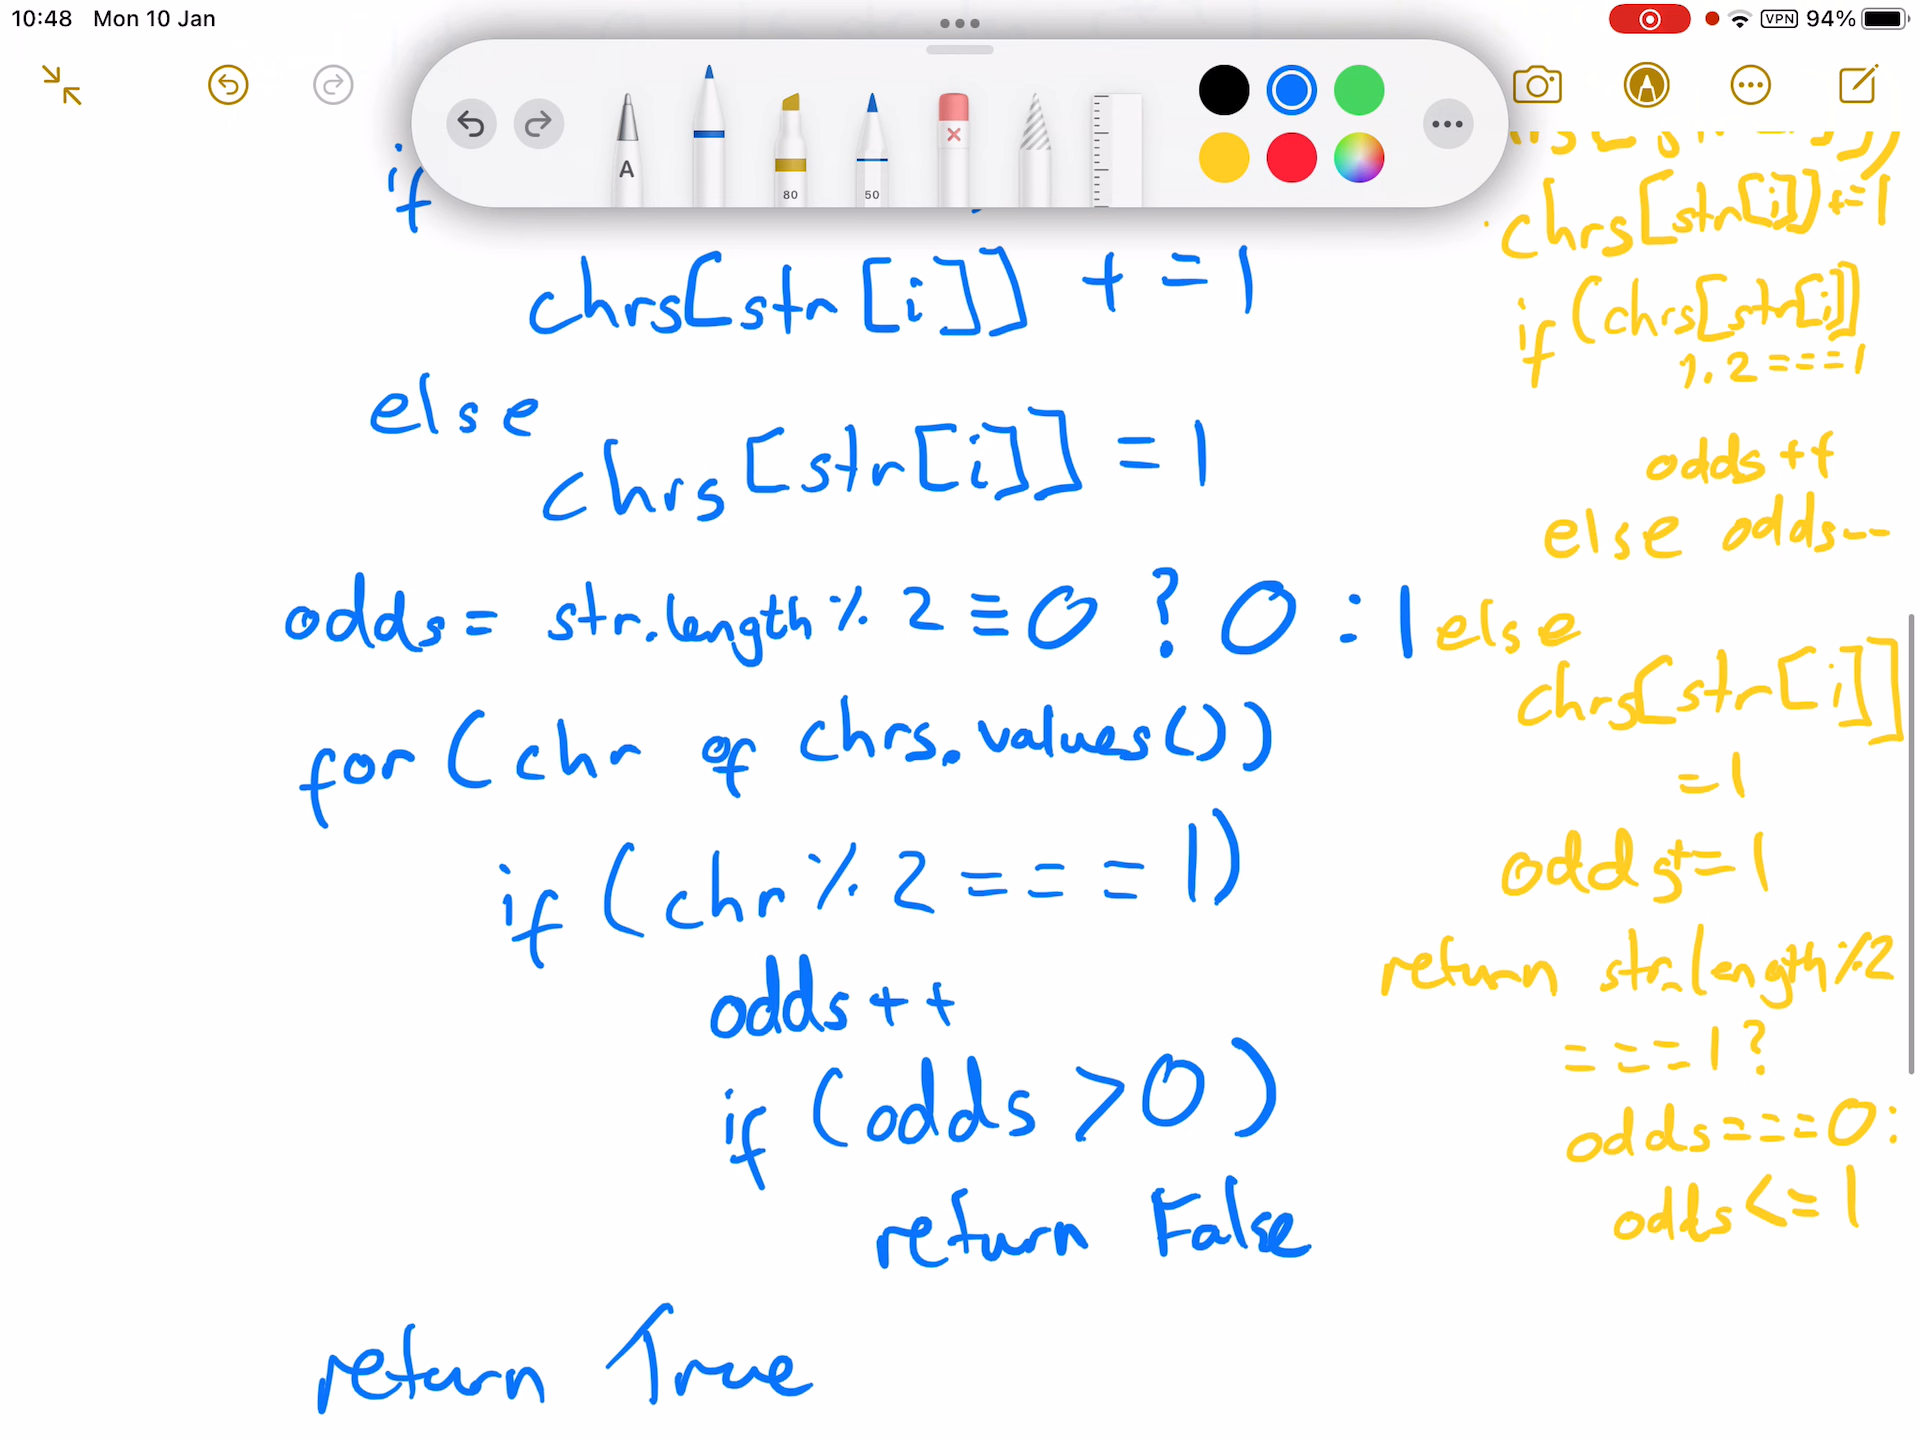 10:48 Mon 10 Jan
VPN 94%
A
80
50
if
chrs[str[i]] +=1
else
chrs[str[i]] =1
odds= str.length % 2 === 0 ? 0 : 1
for (chr of chrs.values())
if (chr % 2 === 1)
odds++
if (odds >0)
return False
return True
chrs[str[i]] +=1
if (chrs[str[i]]
% 2 ===1
odds++
else odds--
else
chrs[str[i]]
=1
odds+=1
return str.length%2
===1?
odds===0:
odds<=1